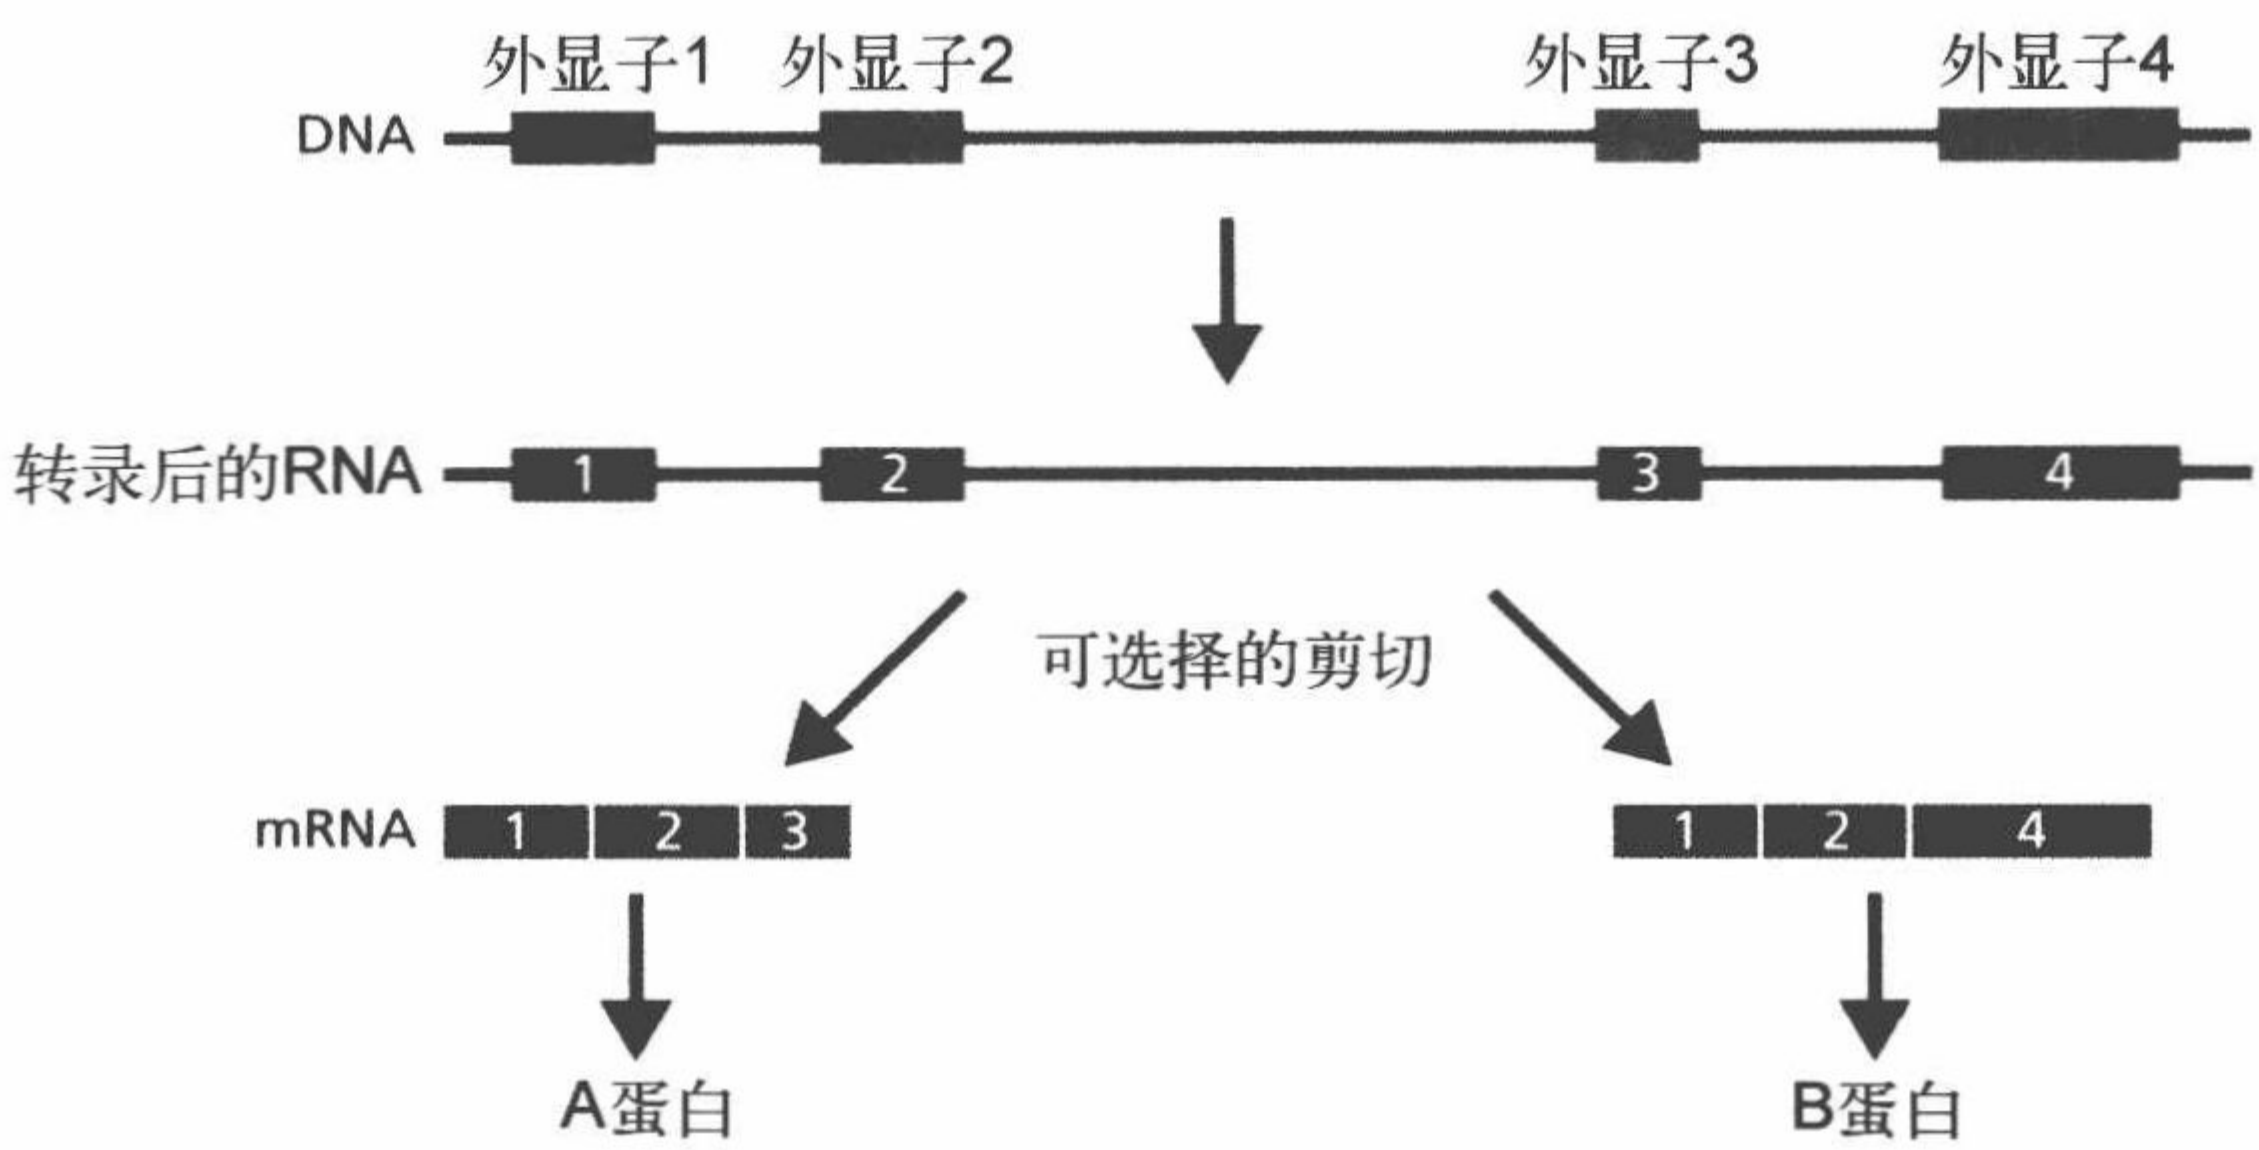 外显子1 外显子2 外显子3 外显子4
DNA
转录后的RNA 1 2 3 4
可选择的剪切
mRNA 1 2 3 1 2 4
A蛋白 B蛋白